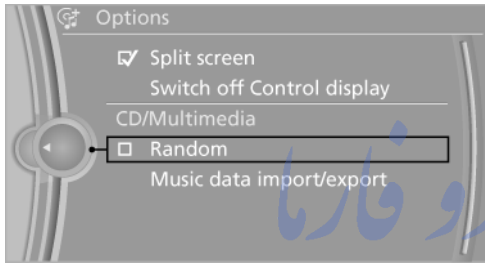 Options
Split screen
Switch off Control display
CD/Multimedia
Random
Music data import/export